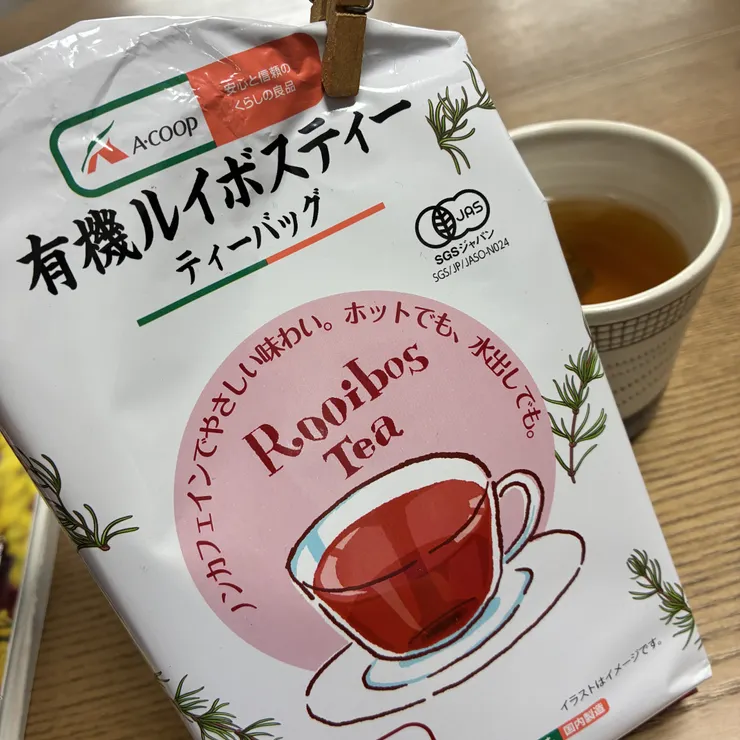 安心と信頼の
くらしの良品
A·COOP
有機ルイボスティー
ティーバッグ
JAS
SGSジャパン
SGS/JP/JASO-N024
ノンカフェインでやさしい味わい。ホットでも、水出しでも。
Rooibos
Tea
イラストはイメージです。
国内製造